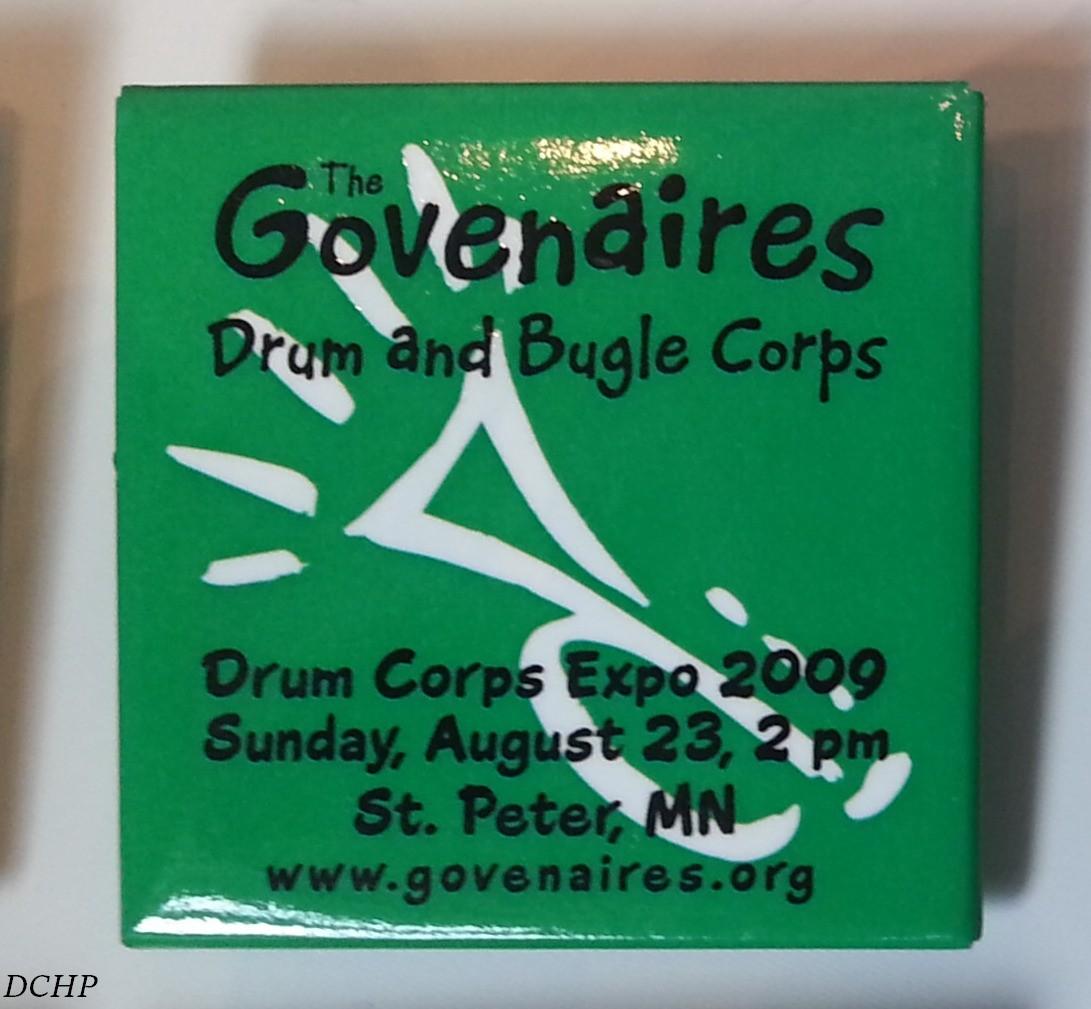 The
Govenaires
Drum and Bugle Corps
Drum Corps Expo 2009
Sunday, August 23, 2 pm
St. Peter, MN
www.govenaires.org
DCHP